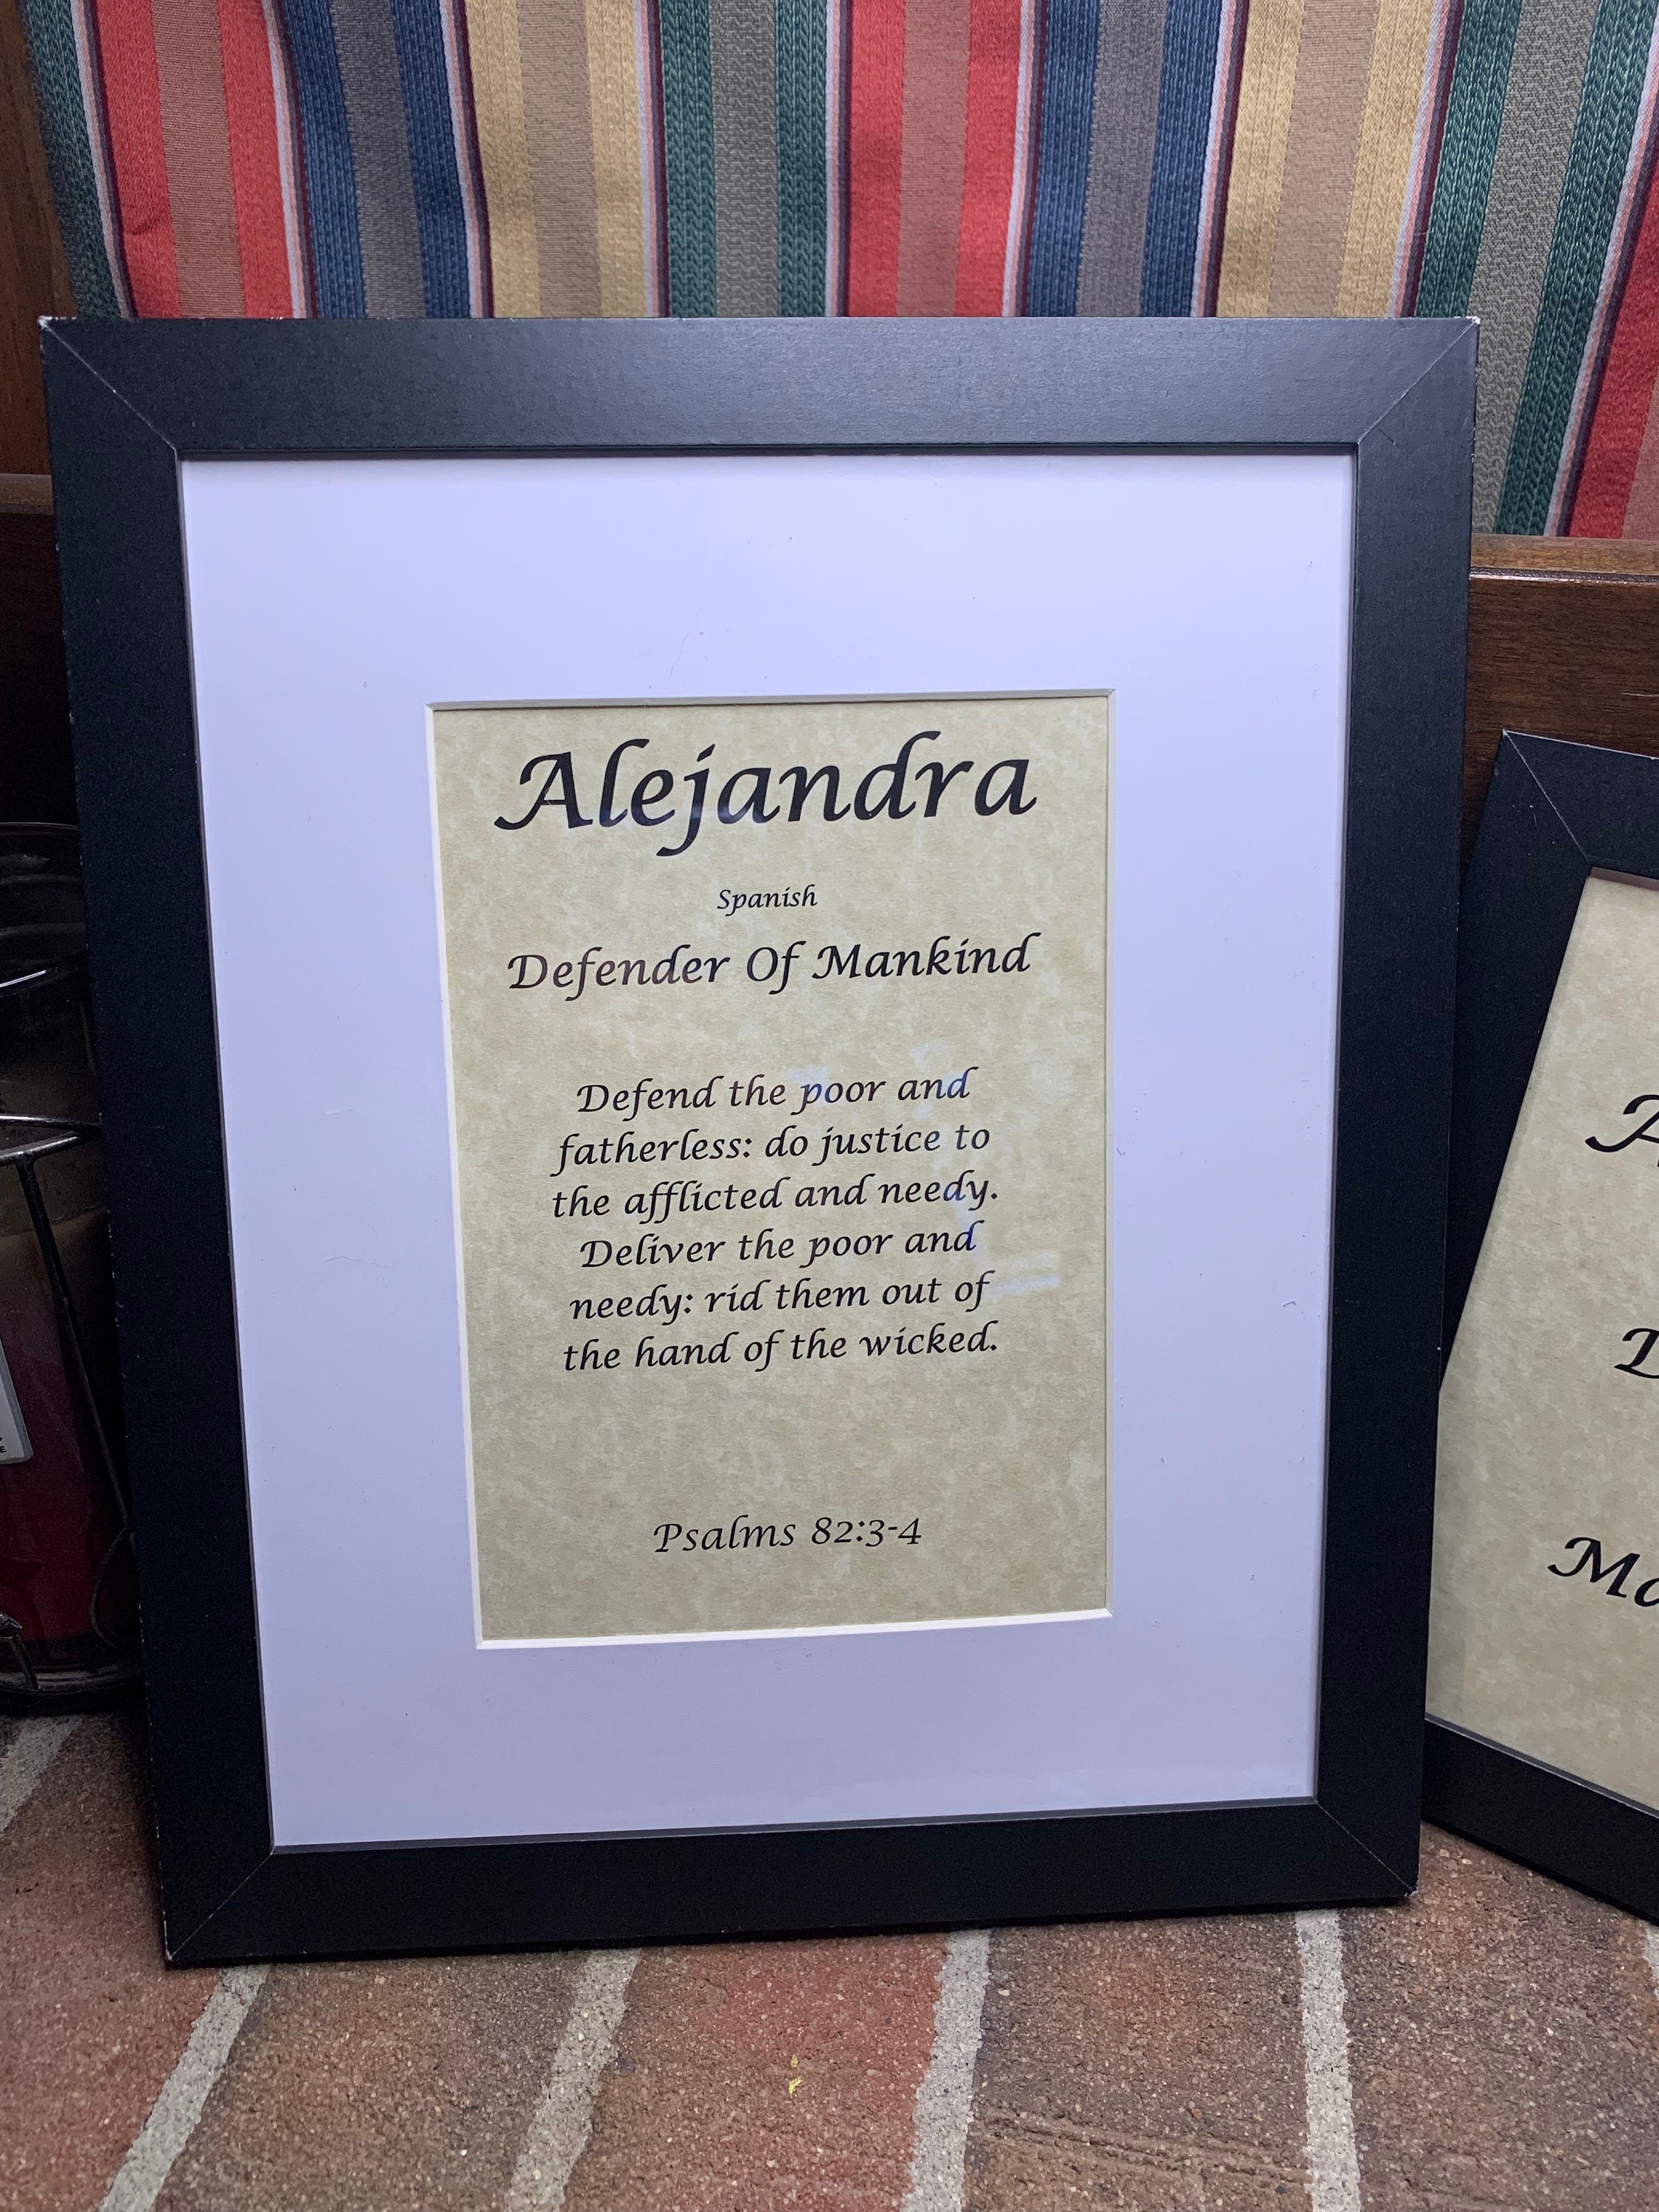 Alejandra
Spanish
Defender Of Mankind
Defend the poor and
fatherless: do justice to
the afflicted and needy.
Deliver the poor and
needy: rid them out of
the hand of the wicked.
Psalms 82:3-4